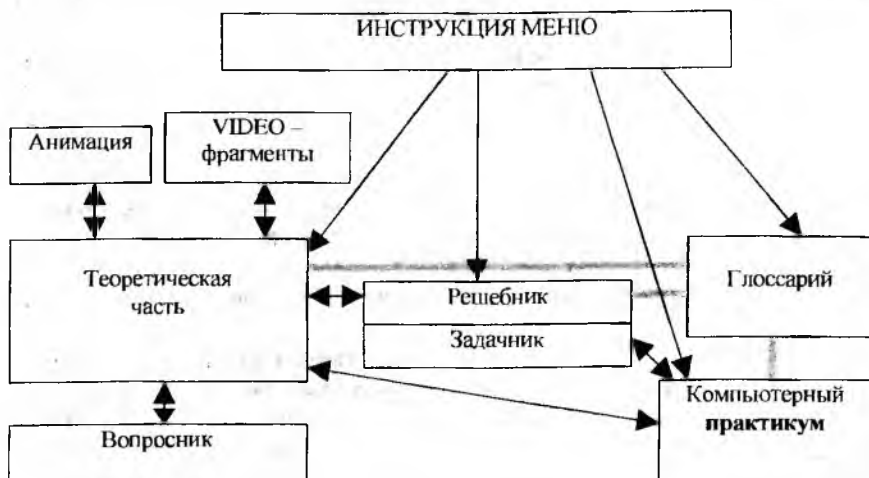 ИНСТРУКЦИЯ МЕНЮ
Анимация
VIDEO –
фрагменты
Теоретическая
часть
Решебник
Задачник
Глоссарий
Компьютерный
практикум
Вопросник